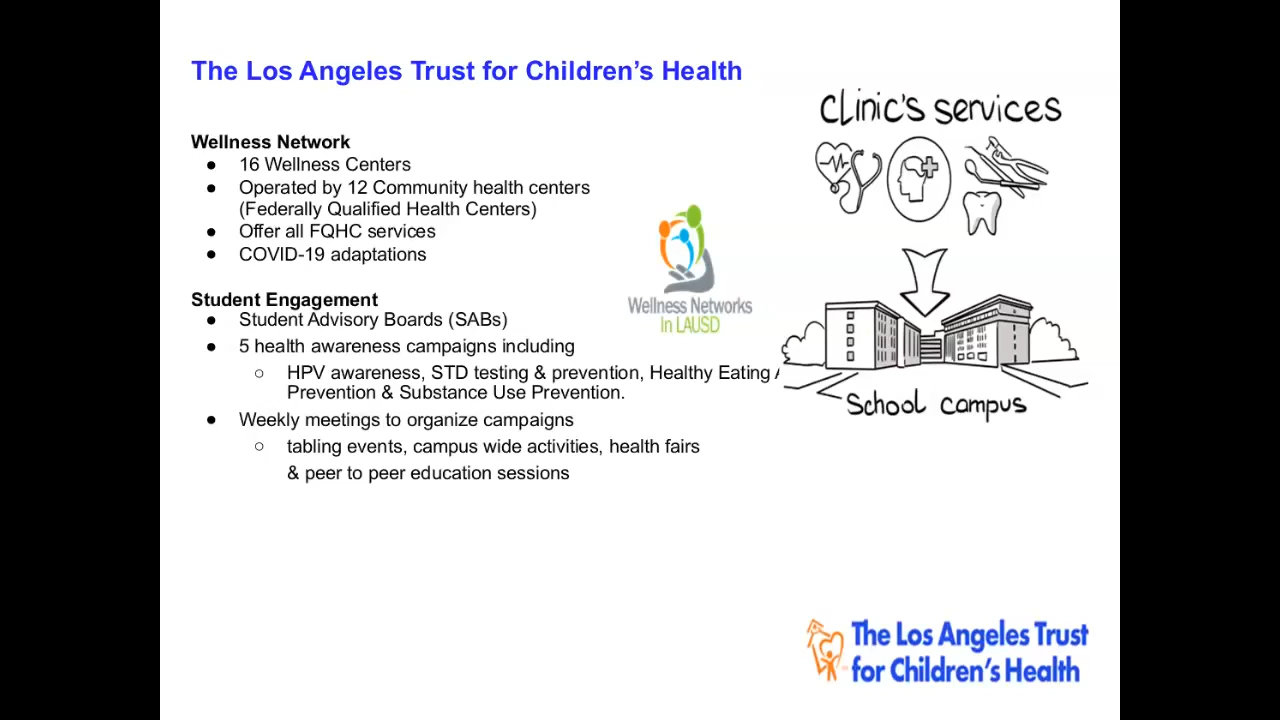 The Los Angeles Trust for Children's Health
Wellness Network
● 16 Wellness Centers
● Operated by 12 Community health centers
(Federally Qualified Health Centers)
● Offer all FQHC services
● COVID-19 adaptations
Student Engagement
● Student Advisory Boards (SABs)
● 5 health awareness campaigns including
○ HPV awareness, STD testing & prevention, Healthy Eating
Prevention & Substance Use Prevention.
● Weekly meetings to organize campaigns
○ tabling events, campus wide activities, health fairs
& peer to peer education sessions
Wellness Networks
in LAUSD
Clinic's services
School campus
The Los Angeles Trust
for Children's Health